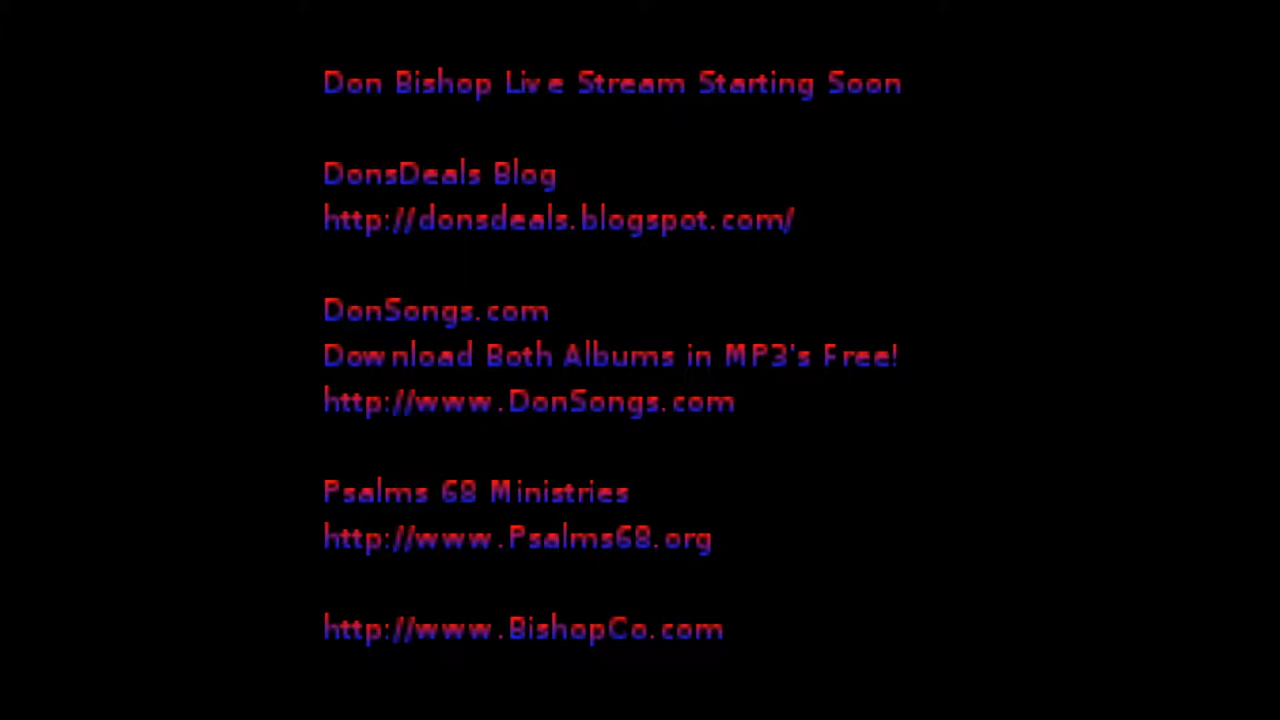 Don Bishop Live Stream Starting Soon
DonsDeals Blog
http://donsdeals.blogspot.com/
DonSongs.com
Download Both Albums in MP3's Free!
http://www.DonSongs.com
Psalms 68 Ministries
http://www.Psalms68.org
http://www.BishopCo.com